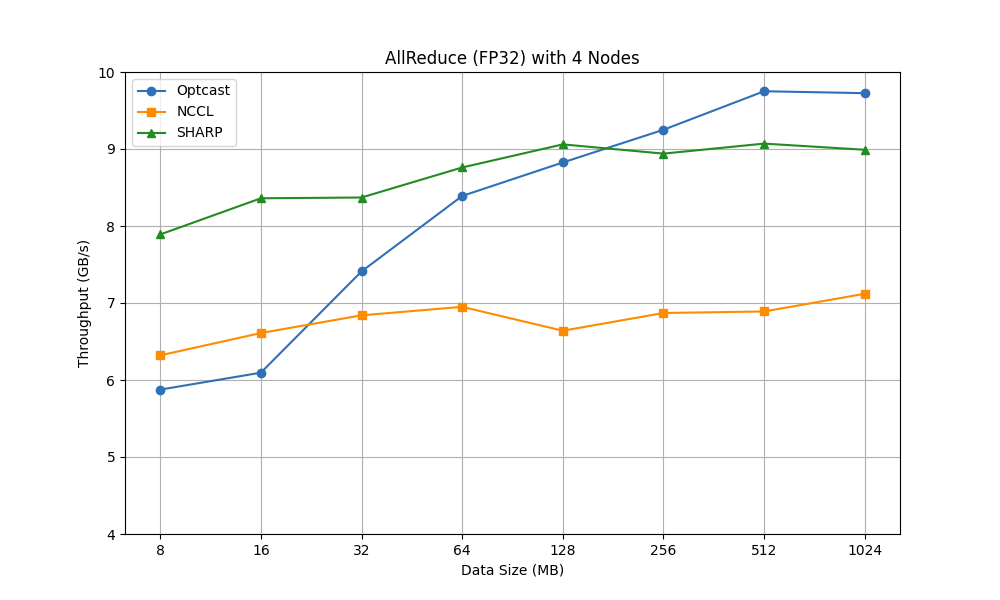 AllReduce (FP32) with 4 Nodes
Optcast
NCCL
SHARP
Throughput (GB/s)
10
9
8
7
6
5
4
8 16 32 64 128 256 512 1024
Data Size (MB)